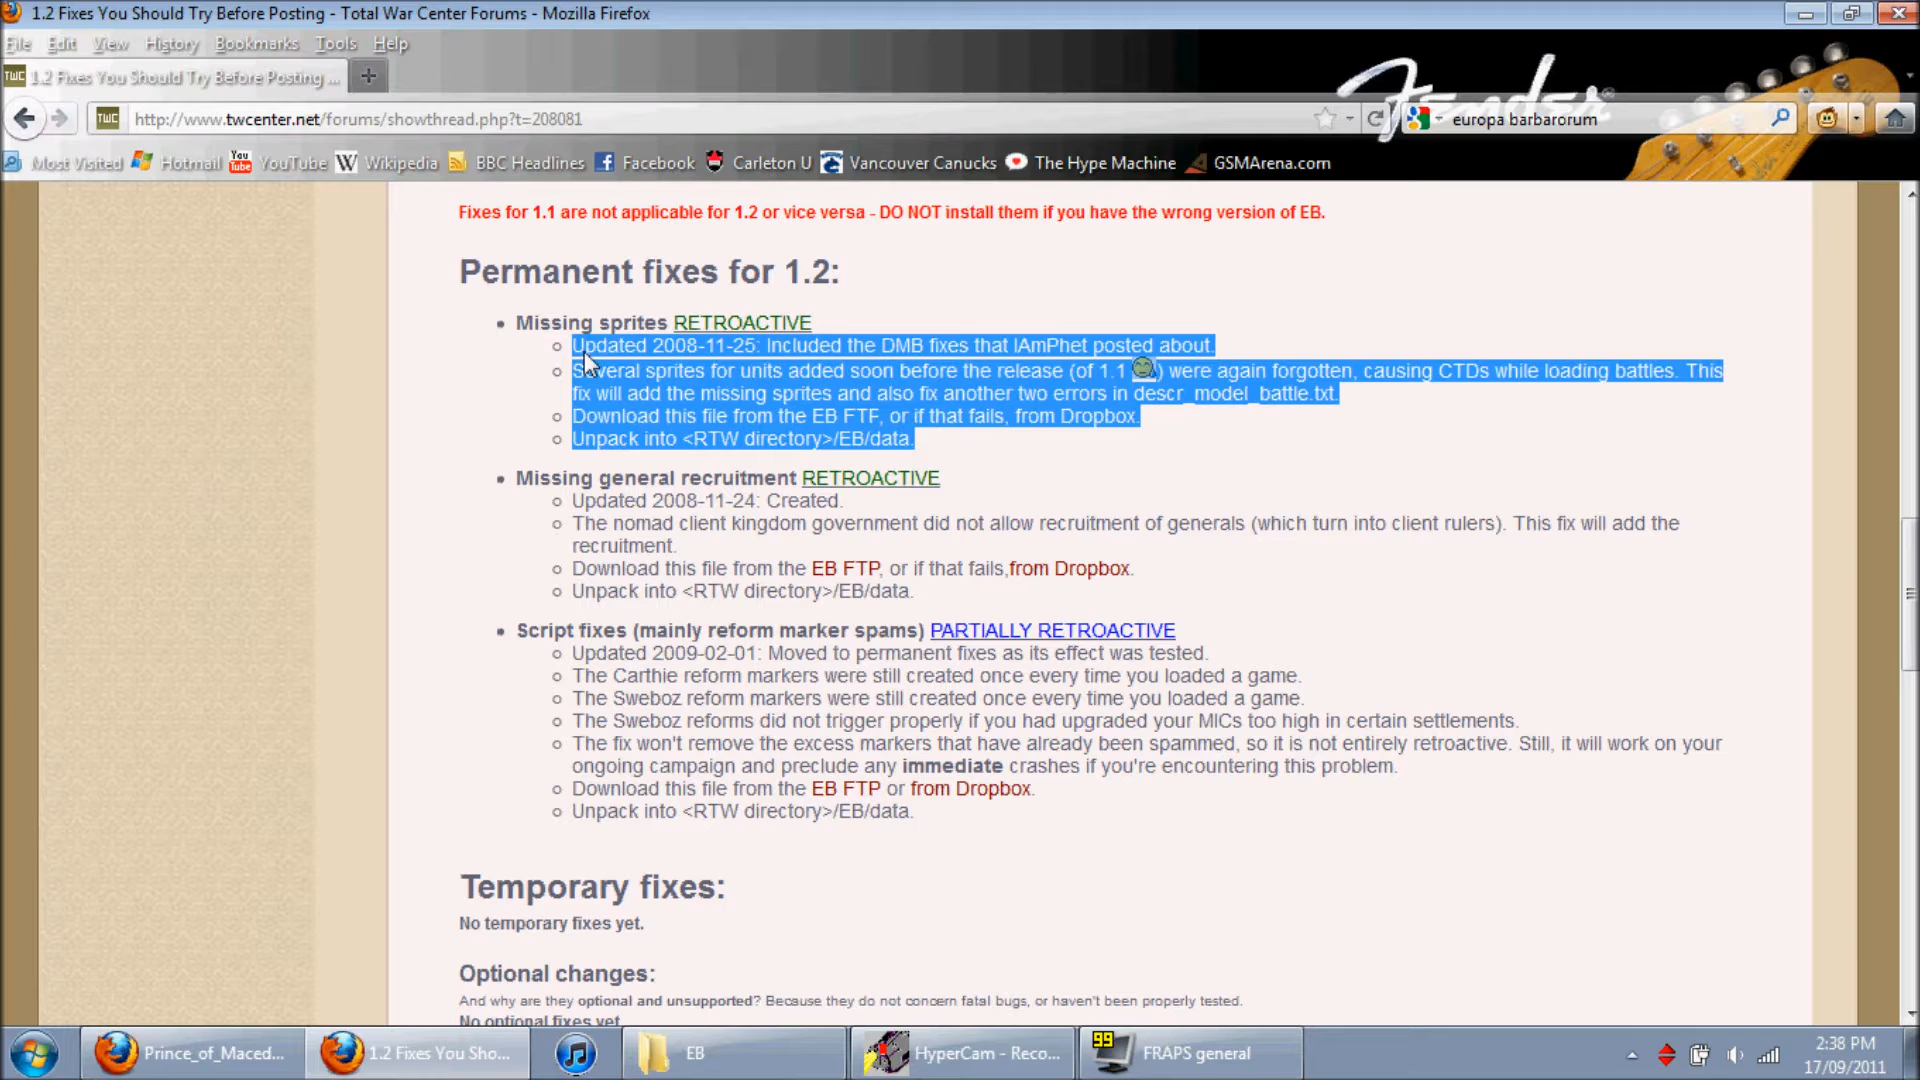 1.2 Fixes You Should Try Before Posting - Total War Center Forums - Mozilla Firefox
File Edit View History Bookmarks Tools Help
TWC 1.2 Fixes You Should Try Before Posting ... +
Fender
TWC http://www.twcenter.net/forums/showthread.php?t=208081
europa barbarorum
Most Visited Hotmail You Tube YouTube W Wikipedia BBC Headlines f Facebook Carleton U Vancouver Canucks The Hype Machine GSMArena.com
Fixes for 1.1 are not applicable for 1.2 or vice versa - DO NOT install them if you have the wrong version of EB.
Permanent fixes for 1.2:
Missing sprites RETROACTIVE
Updated 2008-11-25: Included the DMB fixes that IAmPhet posted about.
Several sprites for units added soon before the release (of 1.1 ) were again forgotten, causing CTDs while loading battles. This
fix will add the missing sprites and also fix another two errors in descr_model_battle.txt.
Download this file from the EB FTF, or if that fails, from Dropbox.
Unpack into <RTW directory>/EB/data.
Missing general recruitment RETROACTIVE
Updated 2008-11-24: Created.
The nomad client kingdom government did not allow recruitment of generals (which turn into client rulers). This fix will add the
recruitment.
Download this file from the EB FTP, or if that fails,from Dropbox.
Unpack into <RTW directory>/EB/data.
Script fixes (mainly reform marker spams) PARTIALLY RETROACTIVE
Updated 2009-02-01: Moved to permanent fixes as its effect was tested.
The Carthie reform markers were still created once every time you loaded a game.
The Sweboz reform markers were still created once every time you loaded a game.
The Sweboz reforms did not trigger properly if you had upgraded your MICs too high in certain settlements.
The fix won't remove the excess markers that have already been spammed, so it is not entirely retroactive. Still, it will work on your
ongoing campaign and preclude any immediate crashes if you're encountering this problem.
Download this file from the EB FTP or from Dropbox.
Unpack into <RTW directory>/EB/data.
Temporary fixes:
No temporary fixes yet.
Optional changes:
And why are they optional and unsupported? Because they do not concern fatal bugs, or haven't been properly tested.
No optional fixes yet
Prince_of_Maced... 1.2 Fixes You Sho... EB HyperCam - Reco... 99 FRAPS general
2:38 PM
17/09/2011